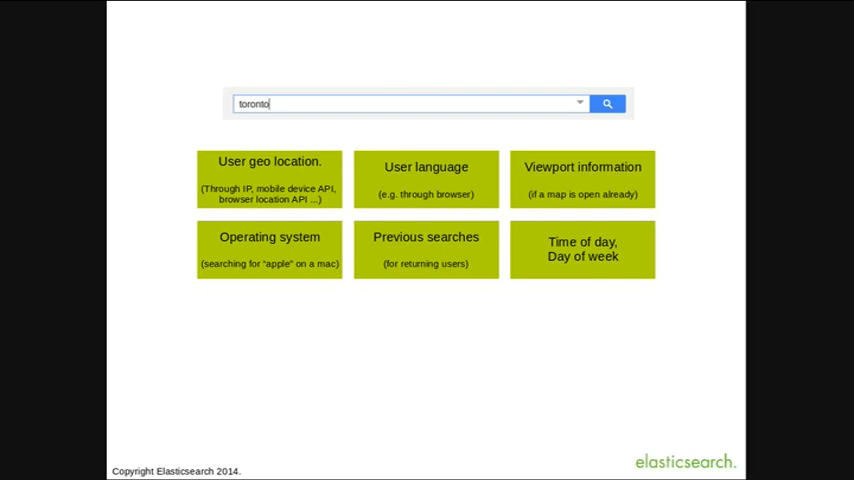 toronto
User geo location.
(Through IP, mobile device API,
browser location API ...)
User language
(e.g. through browser)
Viewport information
(if a map is open already)
Operating system
(searching for “apple” on a mac)
Previous searches
(for returning users)
Time of day,
Day of week
elasticsearch.
Copyright Elasticsearch 2014.